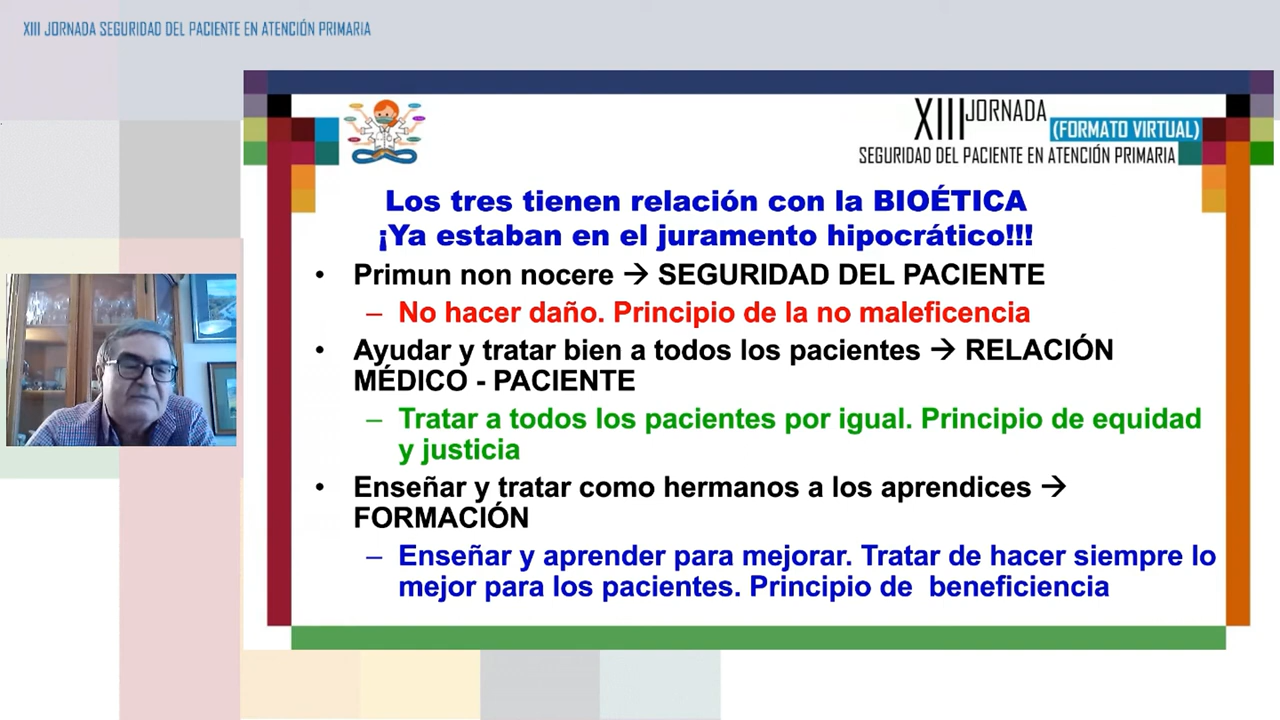 XIII JORNADA SEGURIDAD DEL PACIENTE EN ATENCIÓN PRIMARIA
XIII JORNADA
(FORMATO VIRTUAL)
SEGURIDAD DEL PACIENTE EN ATENCIÓN PRIMARIA
Los tres tienen relación con la BIOÉTICA
¡Ya estaban en el juramento hipocrático!!!
• Primun non nocere → SEGURIDAD DEL PACIENTE
– No hacer daño. Principio de la no maleficencia
• Ayudar y tratar bien a todos los pacientes → RELACIÓN
MÉDICO - PACIENTE
– Tratar a todos los pacientes por igual. Principio de equidad
y justicia
• Enseñar y tratar como hermanos a los aprendices →
FORMACIÓN
– Enseñar y aprender para mejorar. Tratar de hacer siempre lo
mejor para los pacientes. Principio de beneficiencia